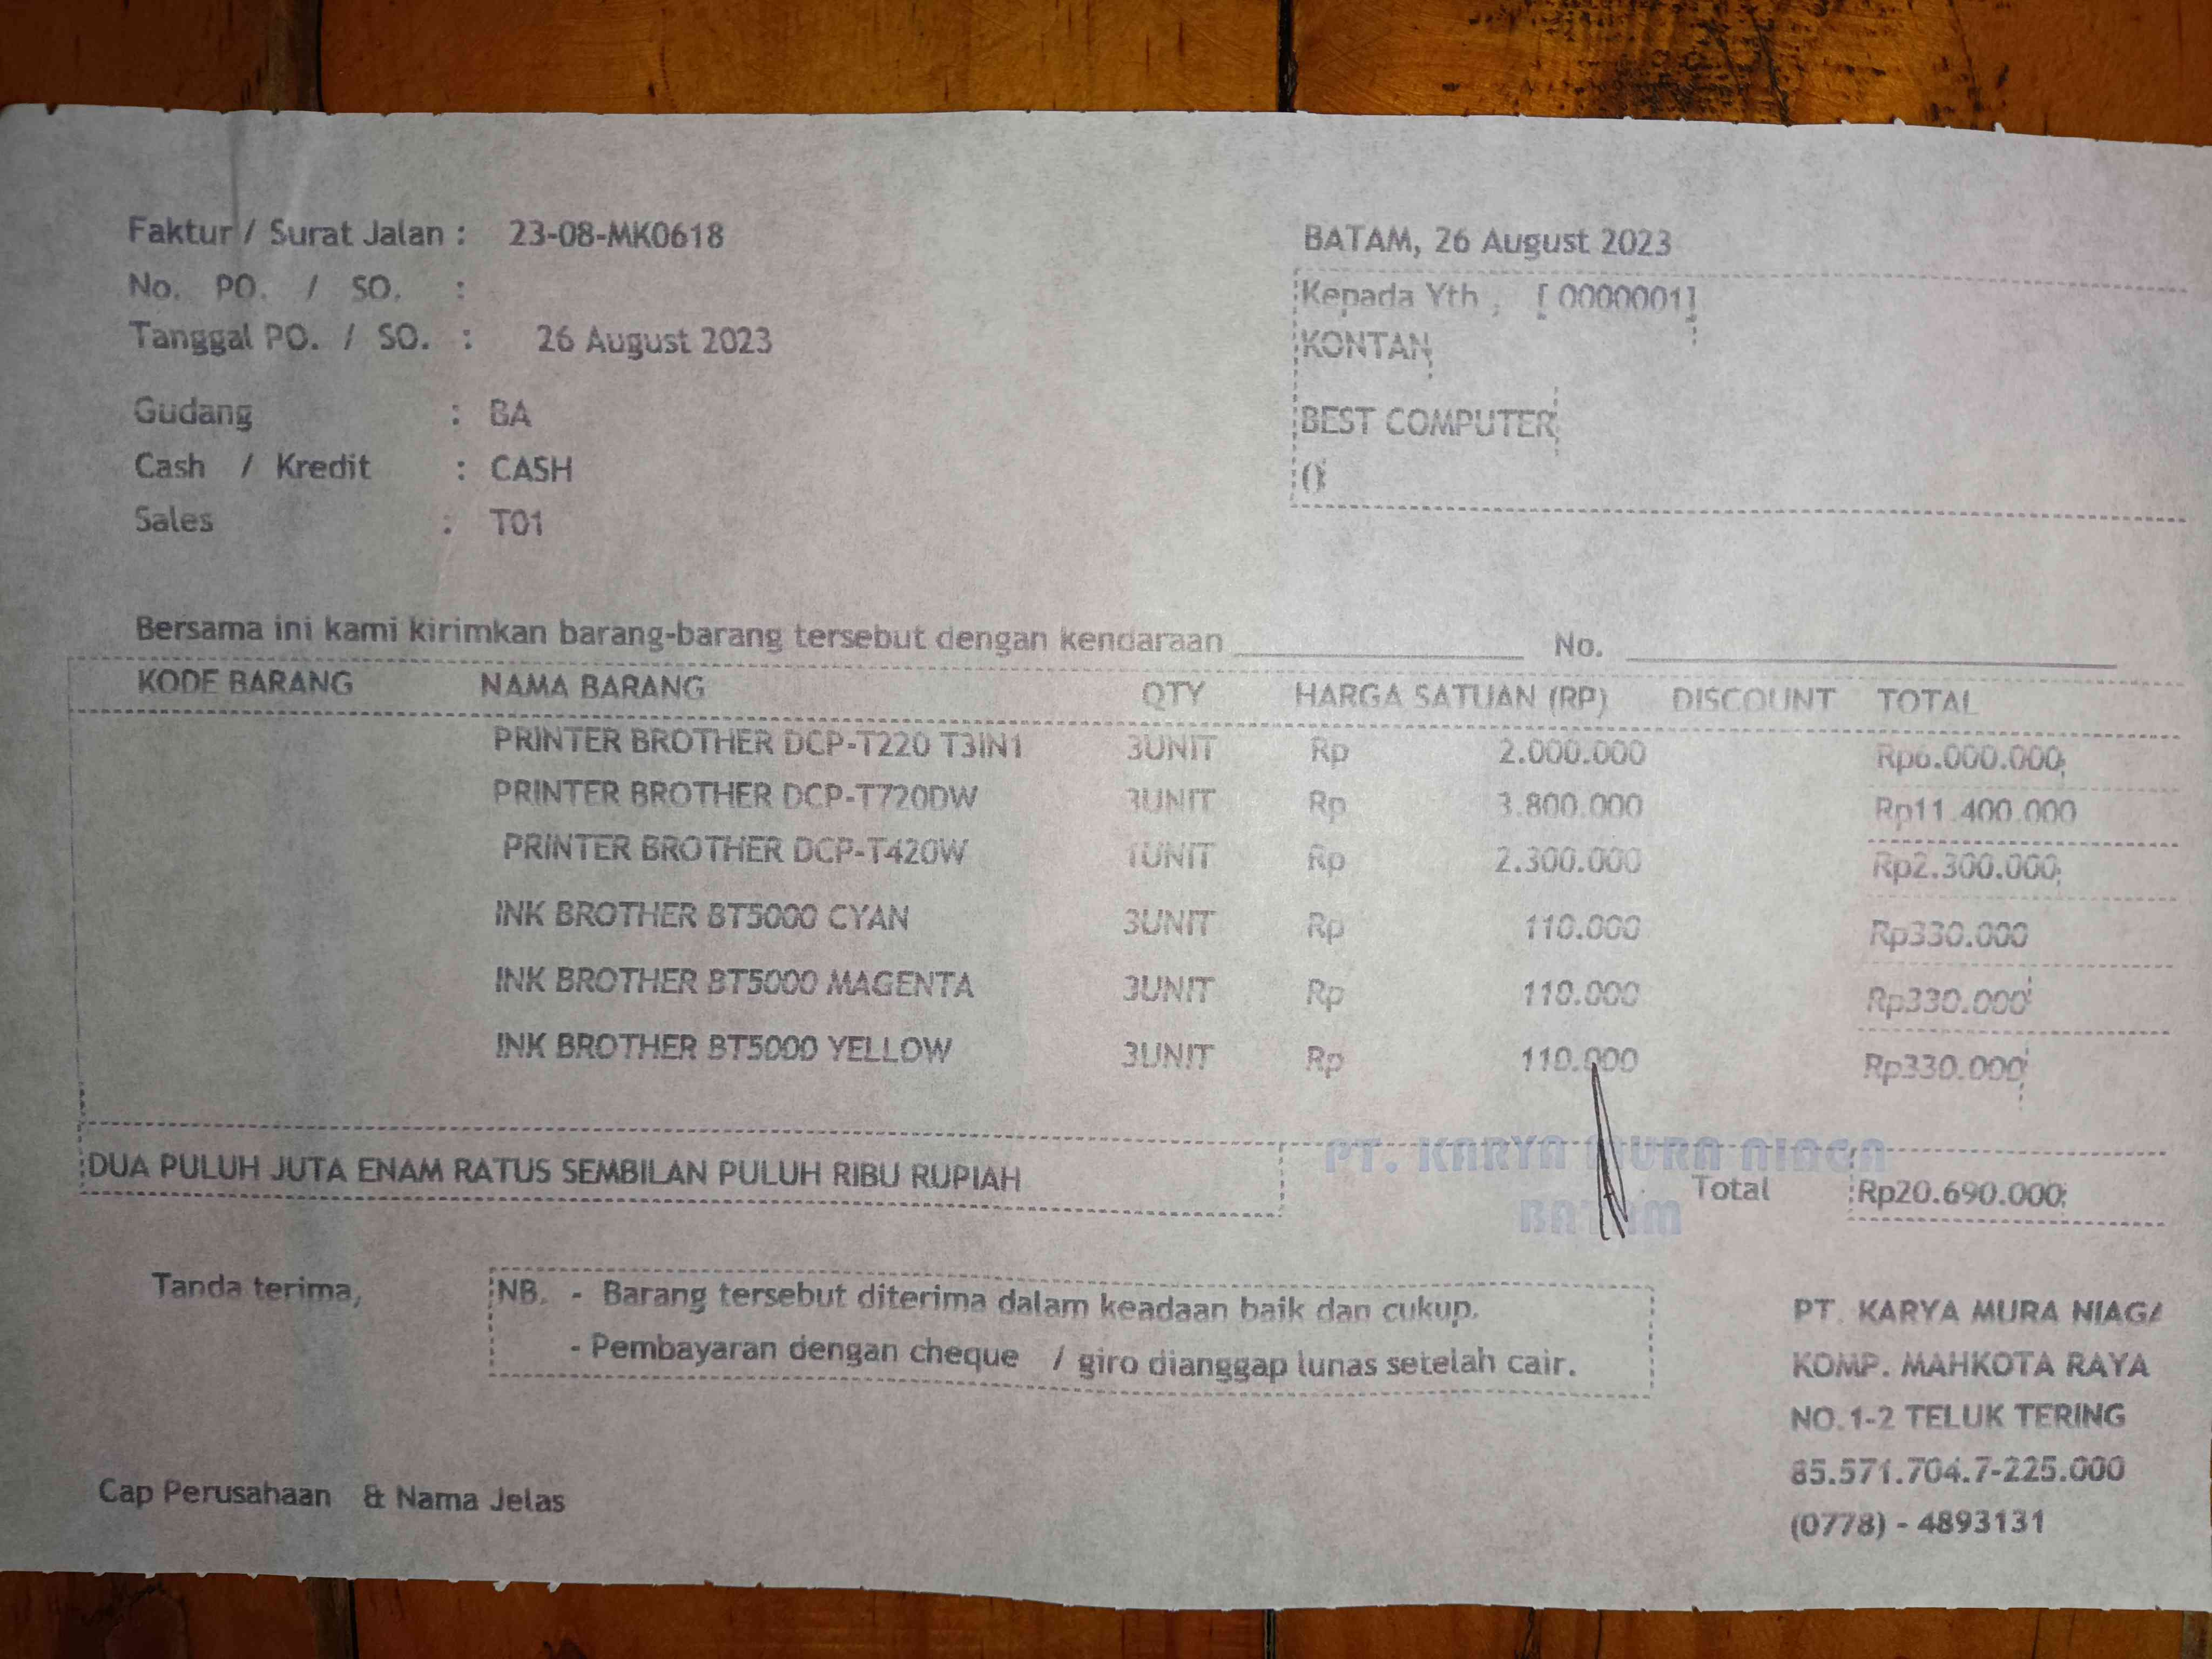 Faktur / Surat Jalan : 23-08-MK0618
No. PO. / SO. :
Tanggal PO. / SO. : 26 August 2023
Gudang : BA
Cash / Kredit : CASH
Sales : T01
BATAM, 26 August 2023
Kepada Yth , [ 0000001]
KONTAN
BEST COMPUTER
0
Bersama ini kami kirimkan barang-barang tersebut dengan kendaraan No.
KODE BARANG NAMA BARANG QTY HARGA SATUAN (RP) DISCOUNT TOTAL
PRINTER BROTHER DCP-T220 T3IN1 3UNIT Rp 2.000.000 Rp6.000.000
PRINTER BROTHER DCP-T720DW 3UNIT Rp 3.800.000 Rp11.400.000
PRINTER BROTHER DCP-T420W 1UNIT Rp 2.300.000 Rp2.300.000
INK BROTHER BT5000 CYAN 3UNIT Rp 110.000 Rp330.000
INK BROTHER BT5000 MAGENTA 3UNIT Rp 110.000 Rp330.000
INK BROTHER BT5000 YELLOW 3UNIT Rp 110.000 Rp330.000
DUA PULUH JUTA ENAM RATUS SEMBILAN PULUH RIBU RUPIAH
PT. KARYA MURA NIAGA
BATAM
Total Rp20.690.000
Tanda terima,
NB. - Barang tersebut diterima dalam keadaan baik dan cukup.
- Pembayaran dengan cheque / giro dianggap lunas setelah cair.
Cap Perusahaan & Nama Jelas
PT. KARYA MURA NIAGA
KOMP. MAHKOTA RAYA
NO.1-2 TELUK TERING
85.571.704.7-225.000
(0778) - 4893131